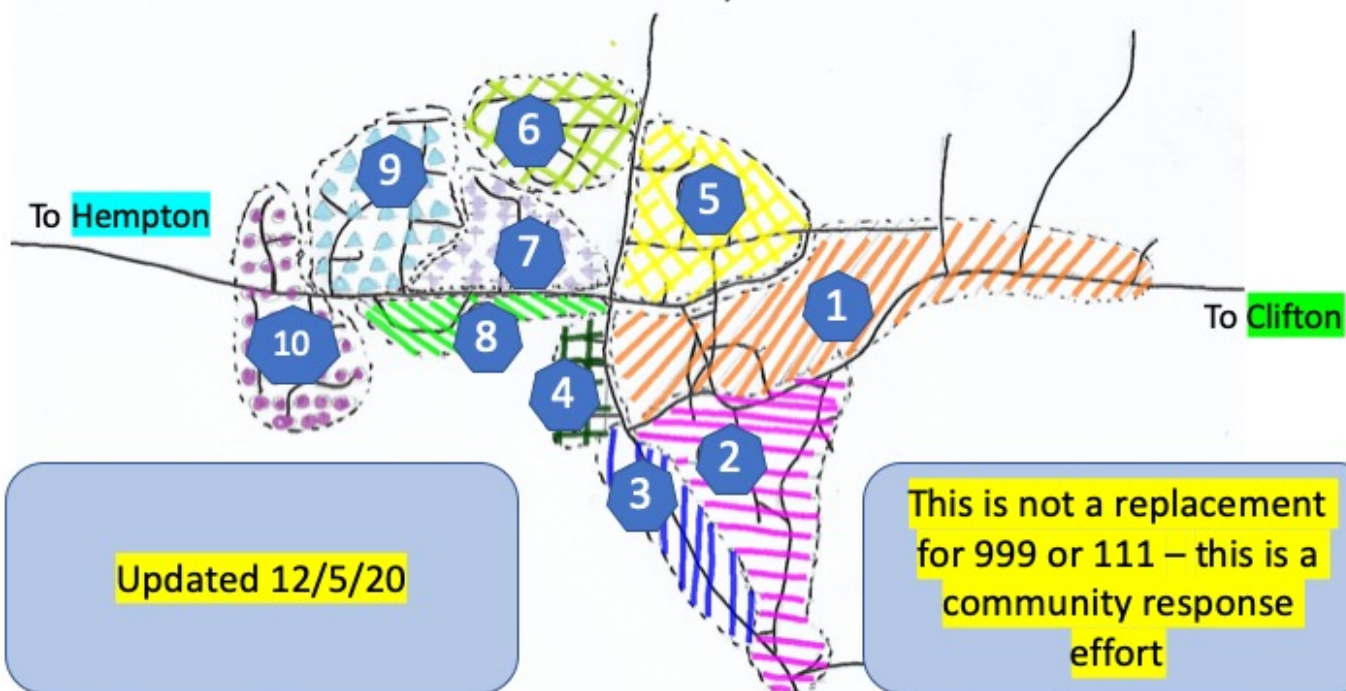 6
9
5
To Hempton
7
1
To Clifton
10
8
4
2
3
Updated 12/5/20
This is not a replacement
for 999 or 111 – this is a
community response
effort